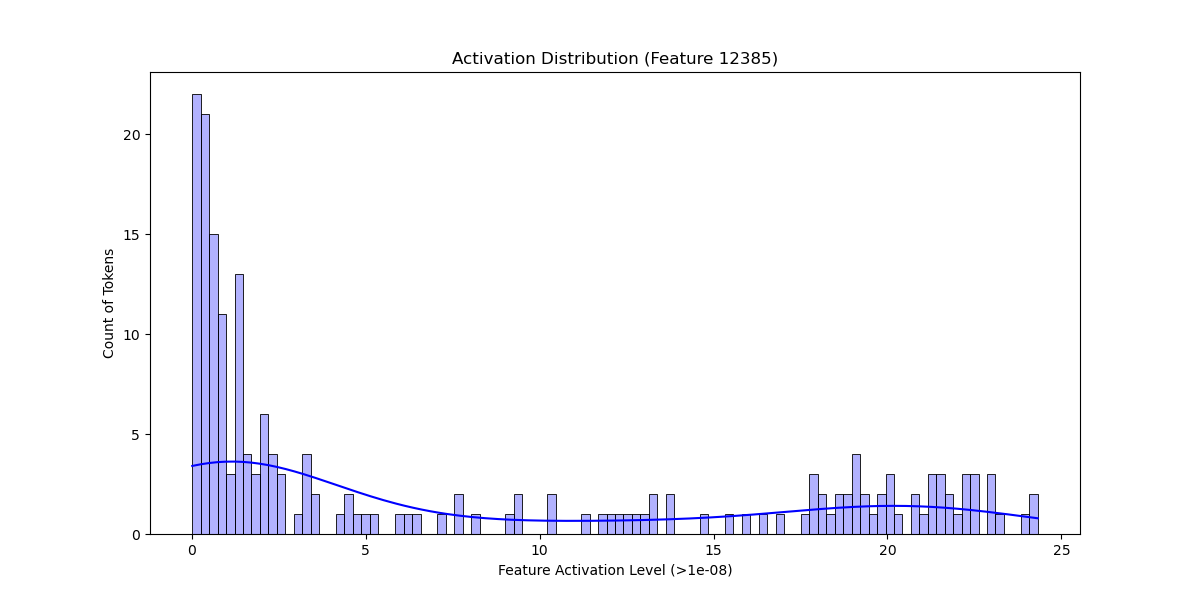 Activation Distribution (Feature 12385)
Count of Tokens
20
15
10
5
0
0 5 10 15 20 25
Feature Activation Level (>1e-08)